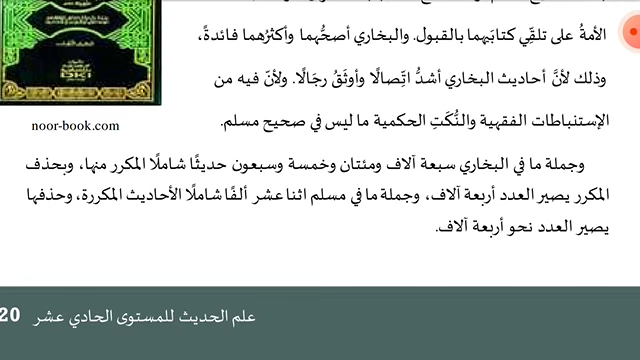 الأمةُ على تلقِّي كتابَيهما بالقبول. والبخاري أصحُّهما وأكثرُهما فائدةً،
وذلك لأنَّ أحاديث البخاري أشدُّ اتِّصالًا وأوثَقُ رجَالًا. ولأنّ فيه من
الإستنباطات الفقهية والنُّكَتِ الحكمية ما ليس في صحيح مسلم.
noor-book.com
وجملة ما في البخاري سبعة آلاف ومئتان وخمسة وسبعون حديثًا شاملًا المكرر منها، وبحذف
المكرر يصير العدد أربعة آلاف، وجملة ما في مسلم اثنا عشر ألفًا شاملًا الأحاديث المكررة، وحذفها
يصير العدد نحو أربعة آلاف.
علم الحديث للمستوى الحادي عشر 20